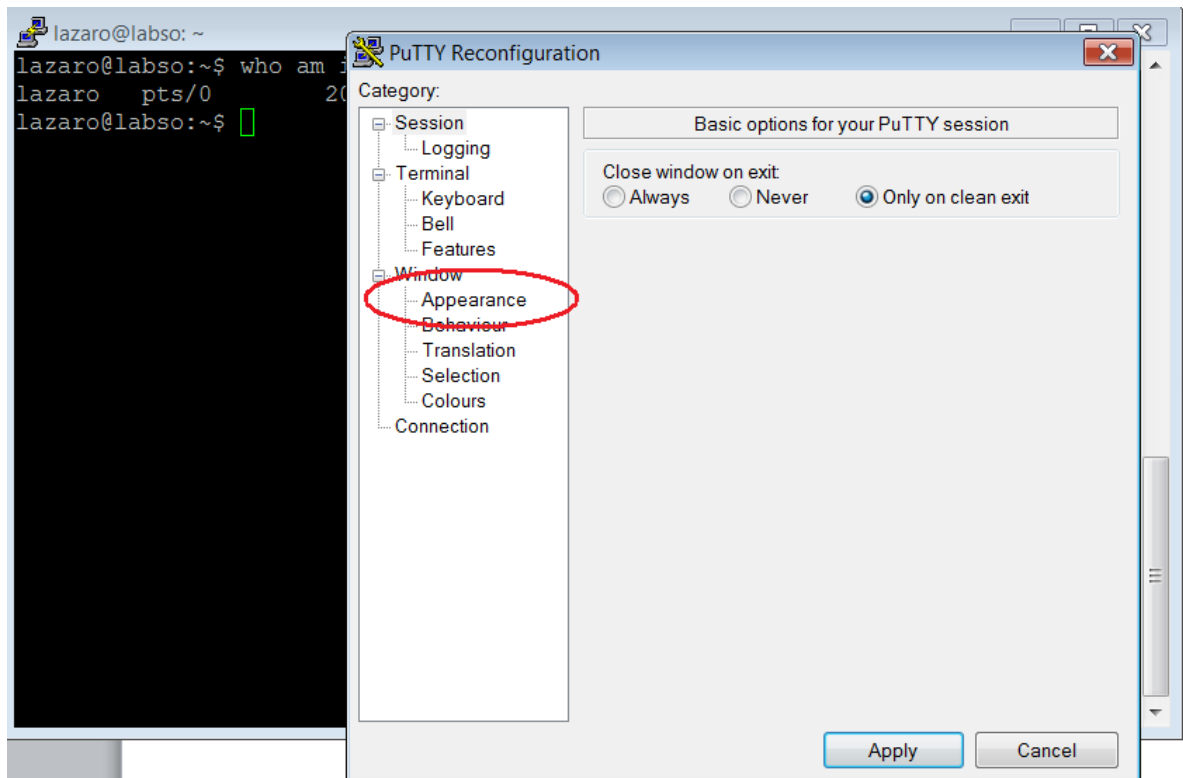 lazaro@labso: ~
lazaro@labso:~$ who am i
lazaro pts/0 20
lazaro@labso:~$
PuTTY Reconfiguration
Category:
Session
Logging
Terminal
Keyboard
Bell
Features
Window
Appearance
Behaviour
Translation
Selection
Colours
Connection
Basic options for your PuTTY session
Close window on exit:
Always Never Only on clean exit
Apply Cancel